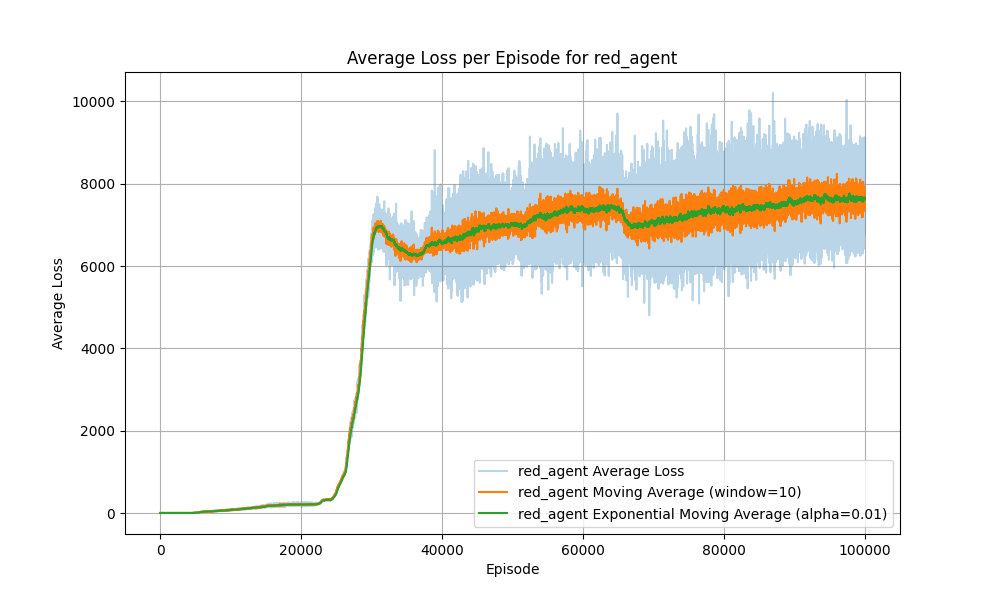 Average Loss per Episode for red_agent
10000
8000
6000
4000
2000
0
Average Loss
red_agent Average Loss
red_agent Moving Average (window=10)
red_agent Exponential Moving Average (alpha=0.01)
0 20000 40000 60000 80000 100000
Episode